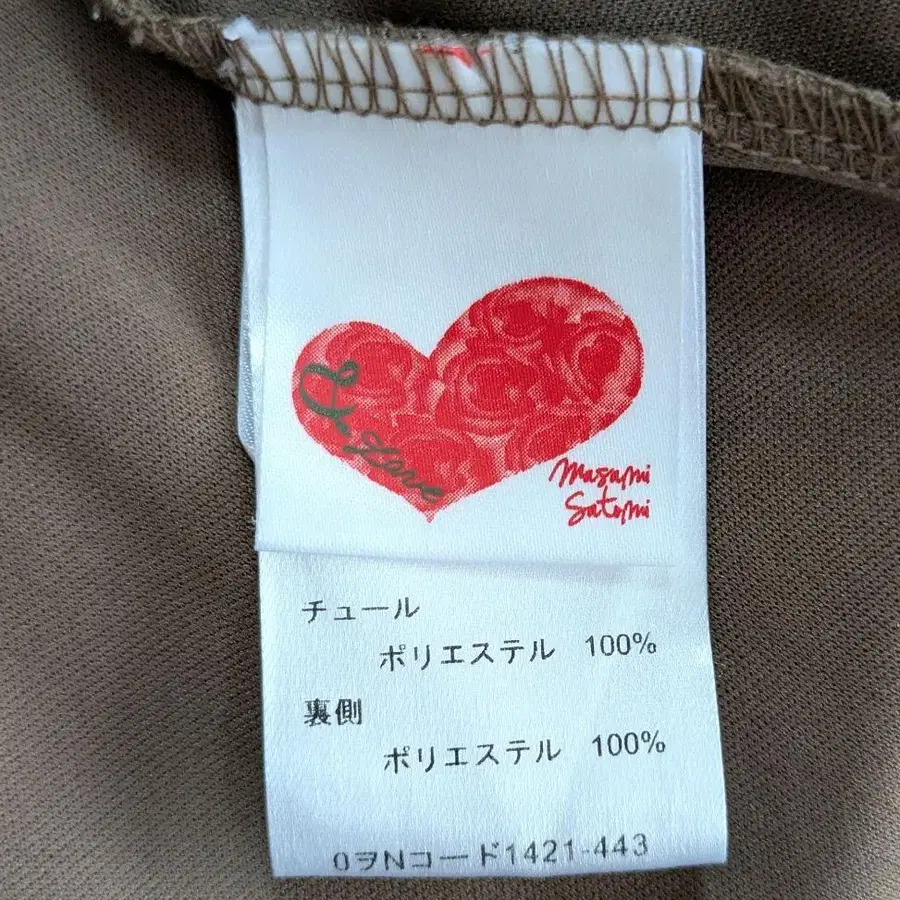 Love
Masami
Satomi
チュール
ポリエステル 100%
裏側
ポリエステル 100%
0ヲNコード1421-443